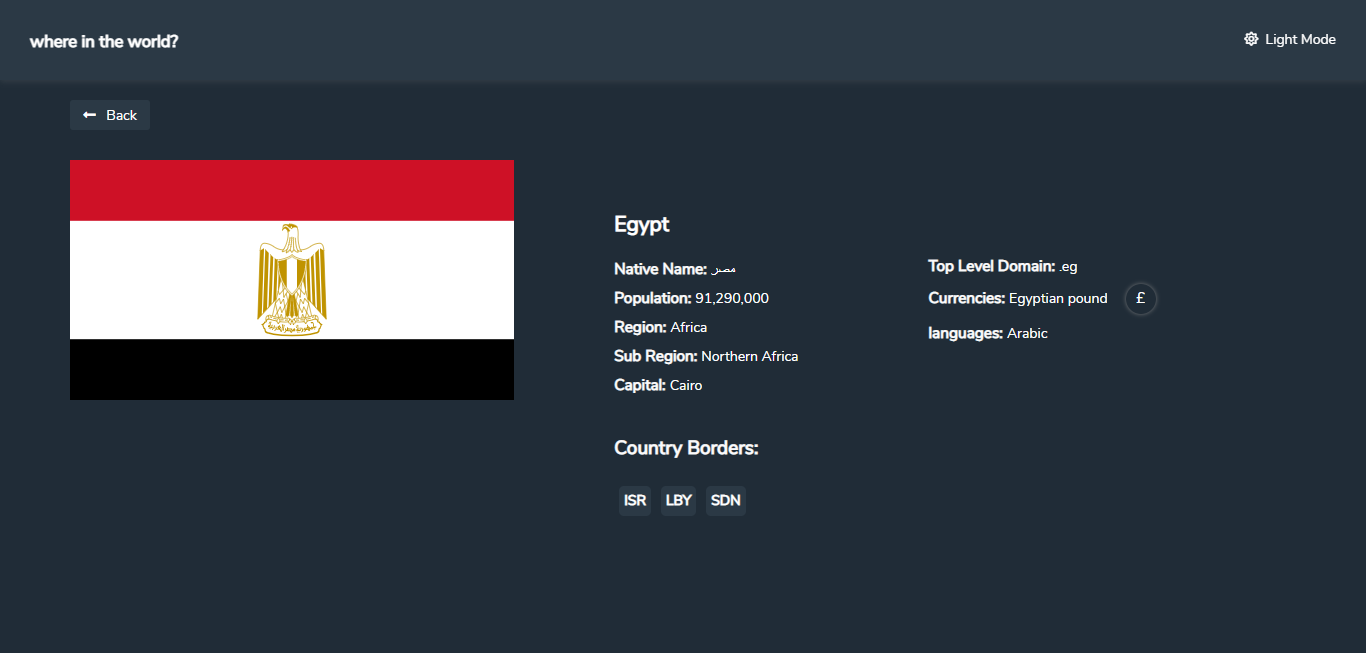 where in the world?
Light Mode
Back
Egypt
Native Name: مصر
Population: 91,290,000
Region: Africa
Sub Region: Northern Africa
Capital: Cairo
Top Level Domain: .eg
Currencies: Egyptian pound £
languages: Arabic
Country Borders:
ISR LBY SDN